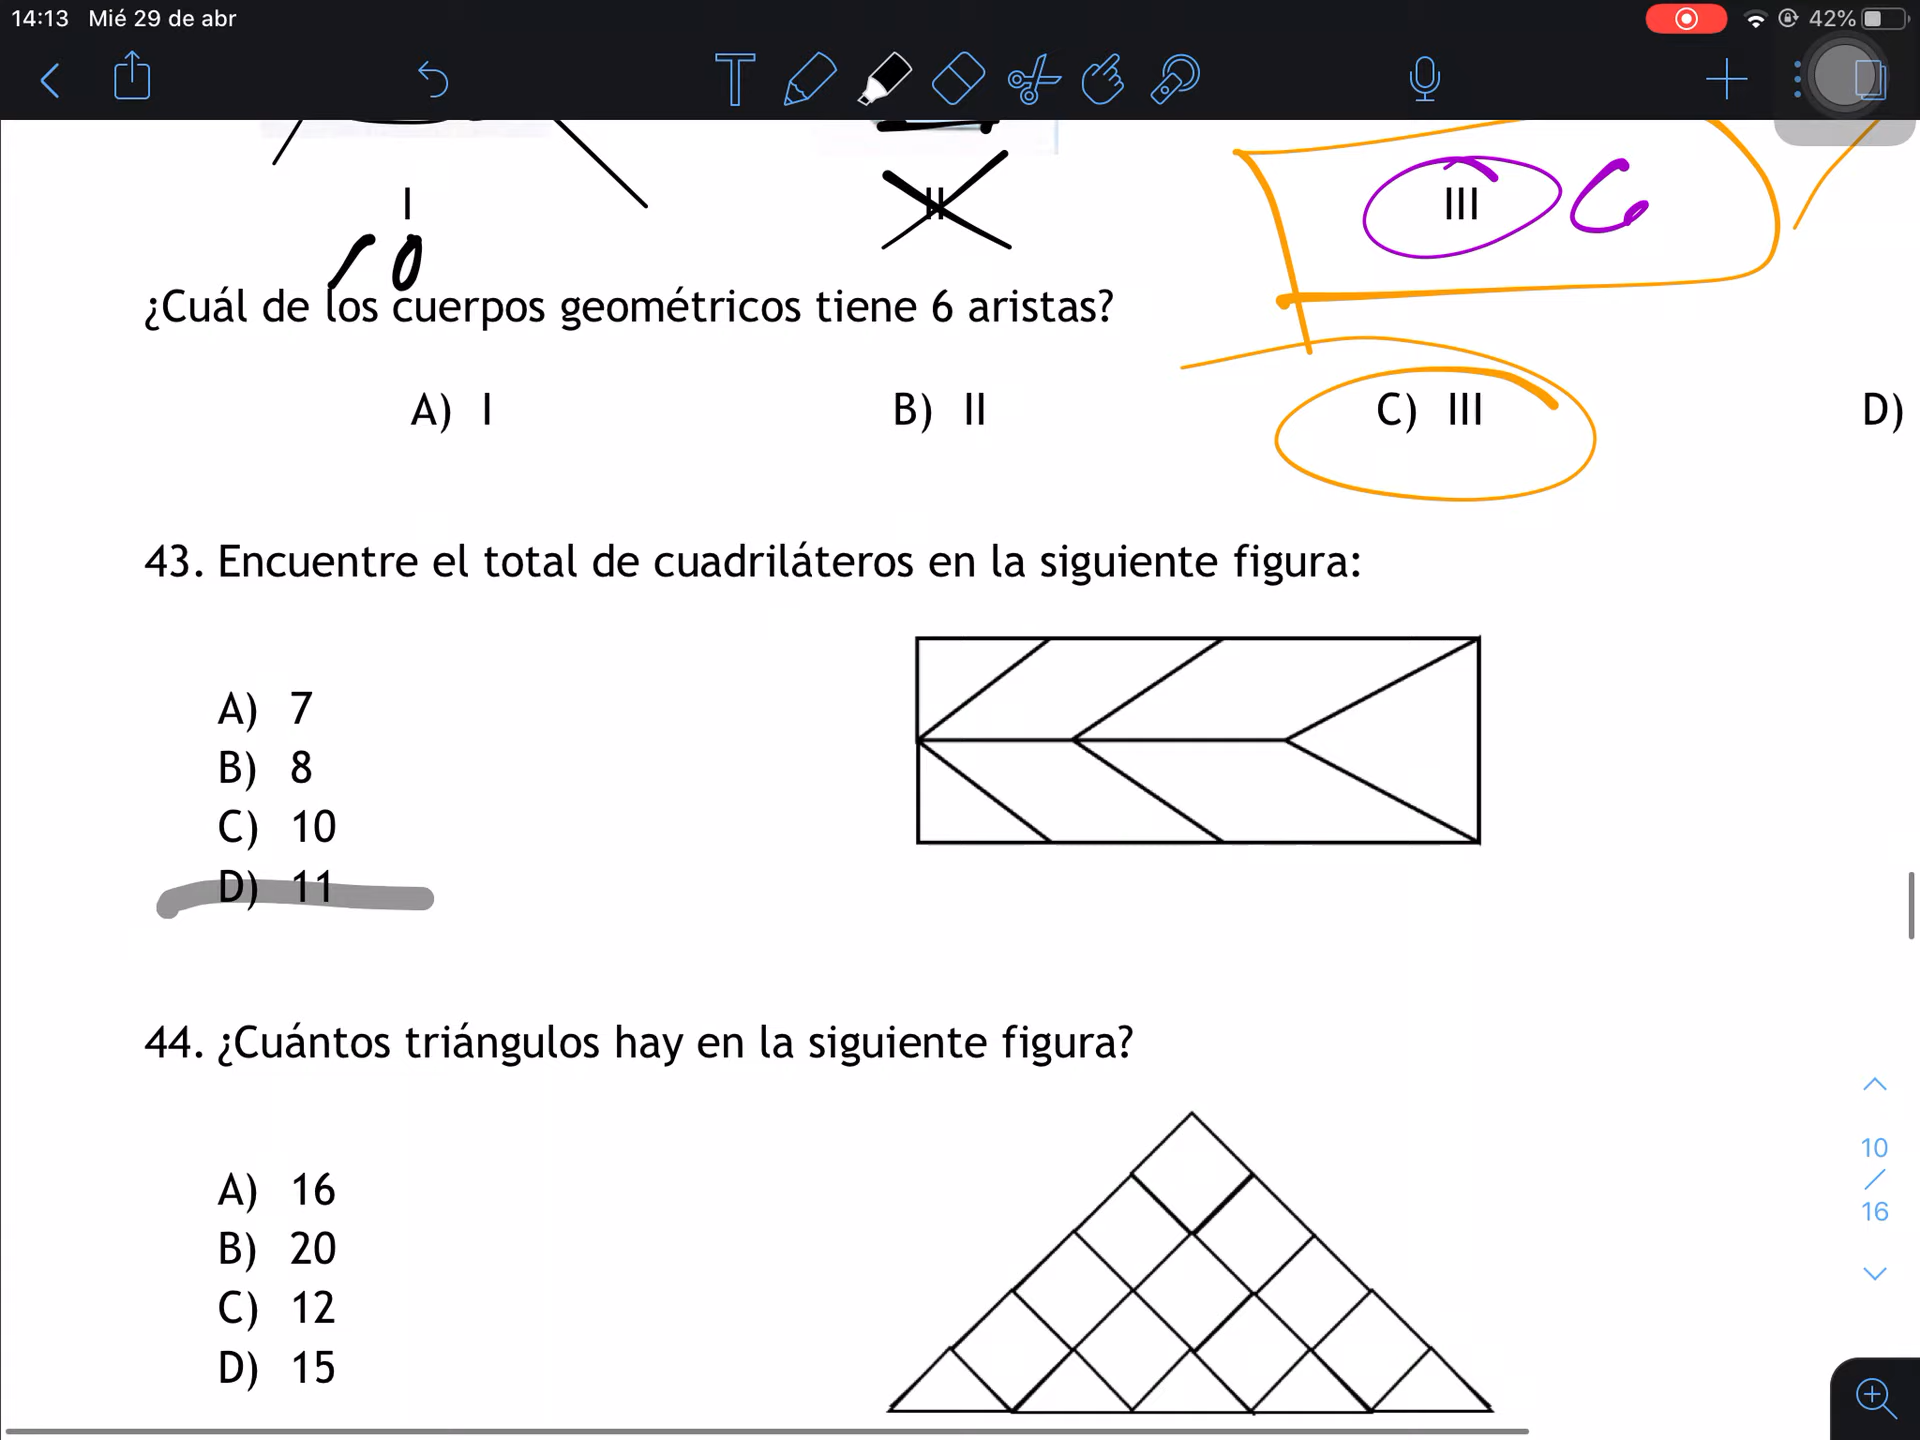 14:13 Mié 29 de abr
42%
I
II
III 6
10
¿Cuál de los cuerpos geométricos tiene 6 aristas?
A) I
B) II
C) III
D)
43. Encuentre el total de cuadriláteros en la siguiente figura:
A) 7
B) 8
C) 10
D) 11
44. ¿Cuántos triángulos hay en la siguiente figura?
A) 16
B) 20
C) 12
D) 15
10
/
16